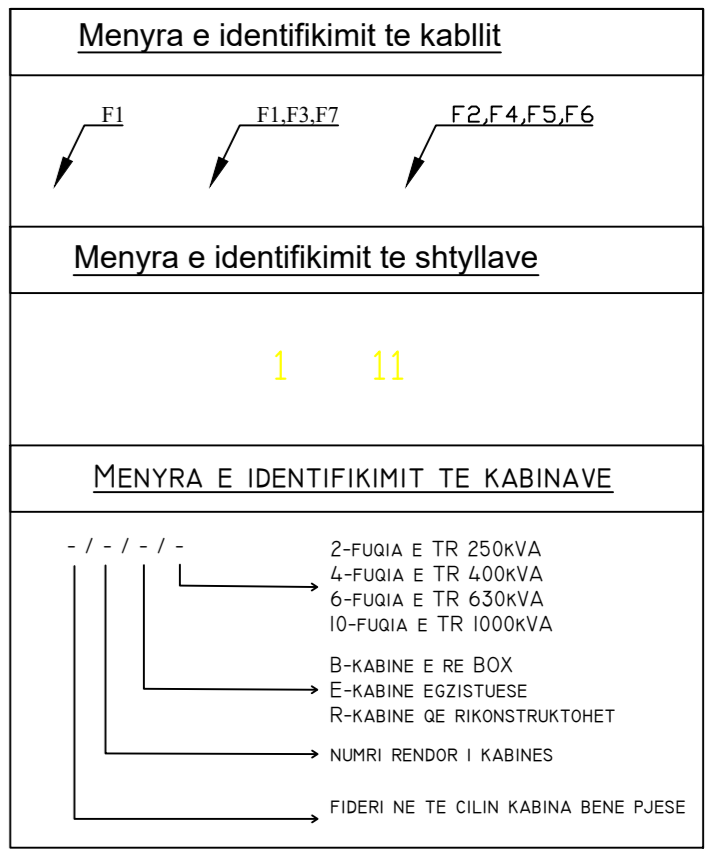 Menyra e identifikimit te kabllit
F1 F1,F3,F7 F2,F4,F5,F6
Menyra e identifikimit te shtyllave
1 11
MENYRA E IDENTIFIKIMIT TE KABINAVE
- / - / - / -
2-FUQIA E TR 250KVA
4-FUQIA E TR 400KVA
6-FUQIA E TR 630KVA
10-FUQIA E TR 1000KVA
B-KABINE E RE BOX
E-KABINE EGZISTUESE
R-KABINE QE RIKONSTRUKTOHET
NUMRI RENDOR I KABINES
FIDERI NE TE CILIN KABINA BENE PJESE